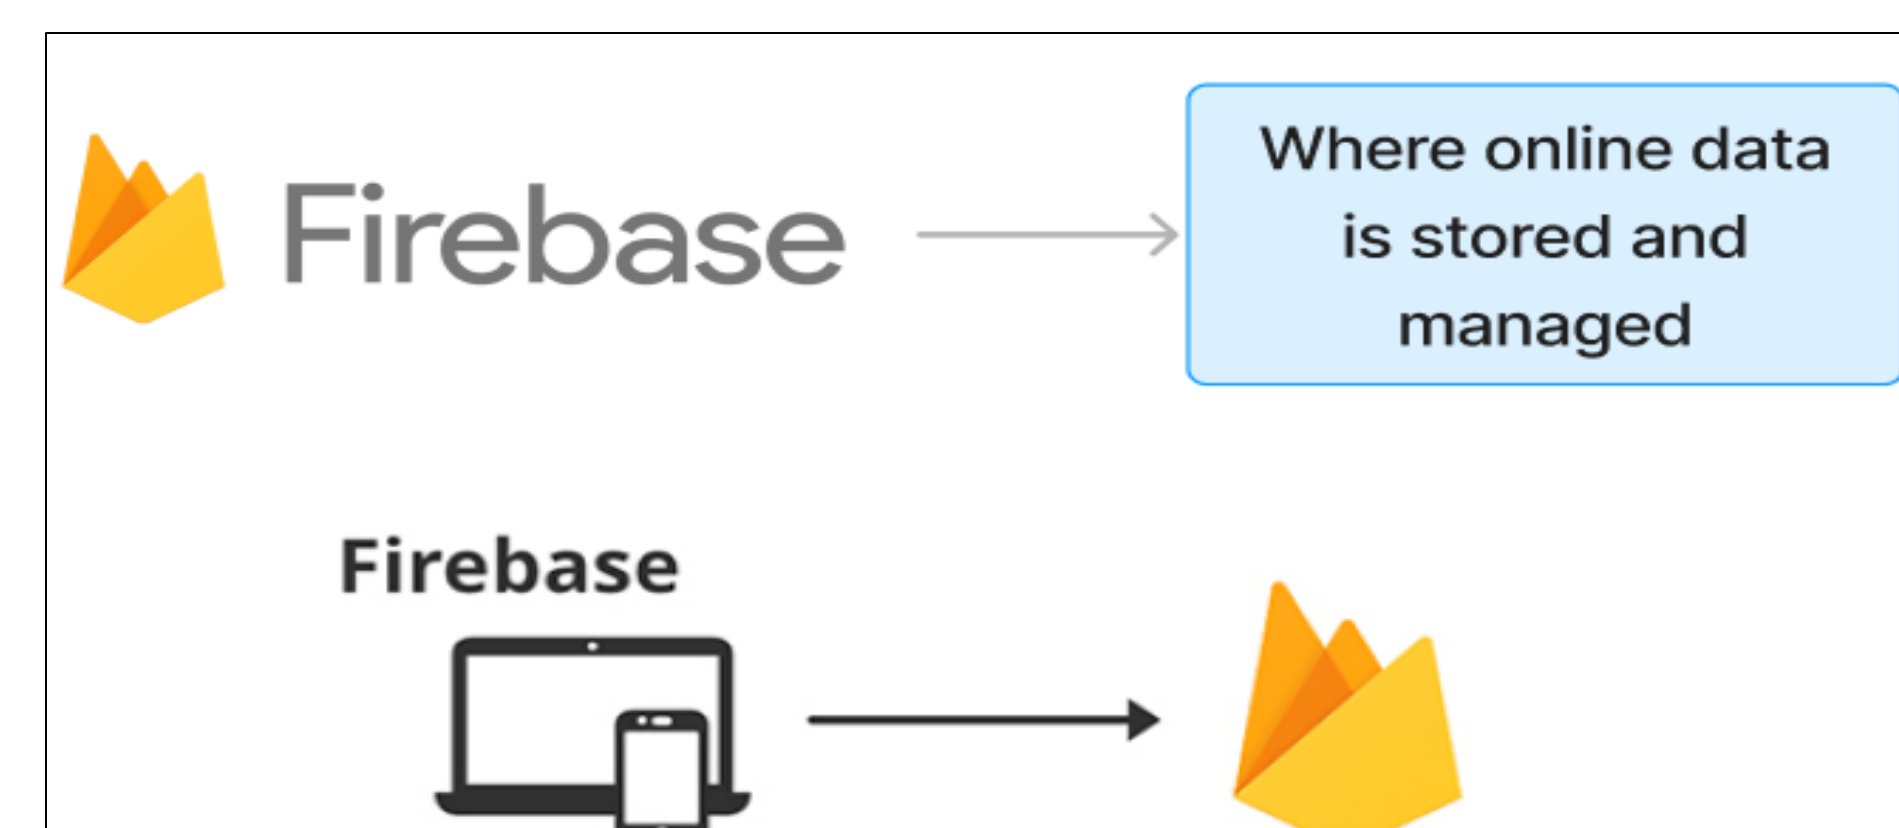 Firebase
Where online data
is stored and
managed
Firebase